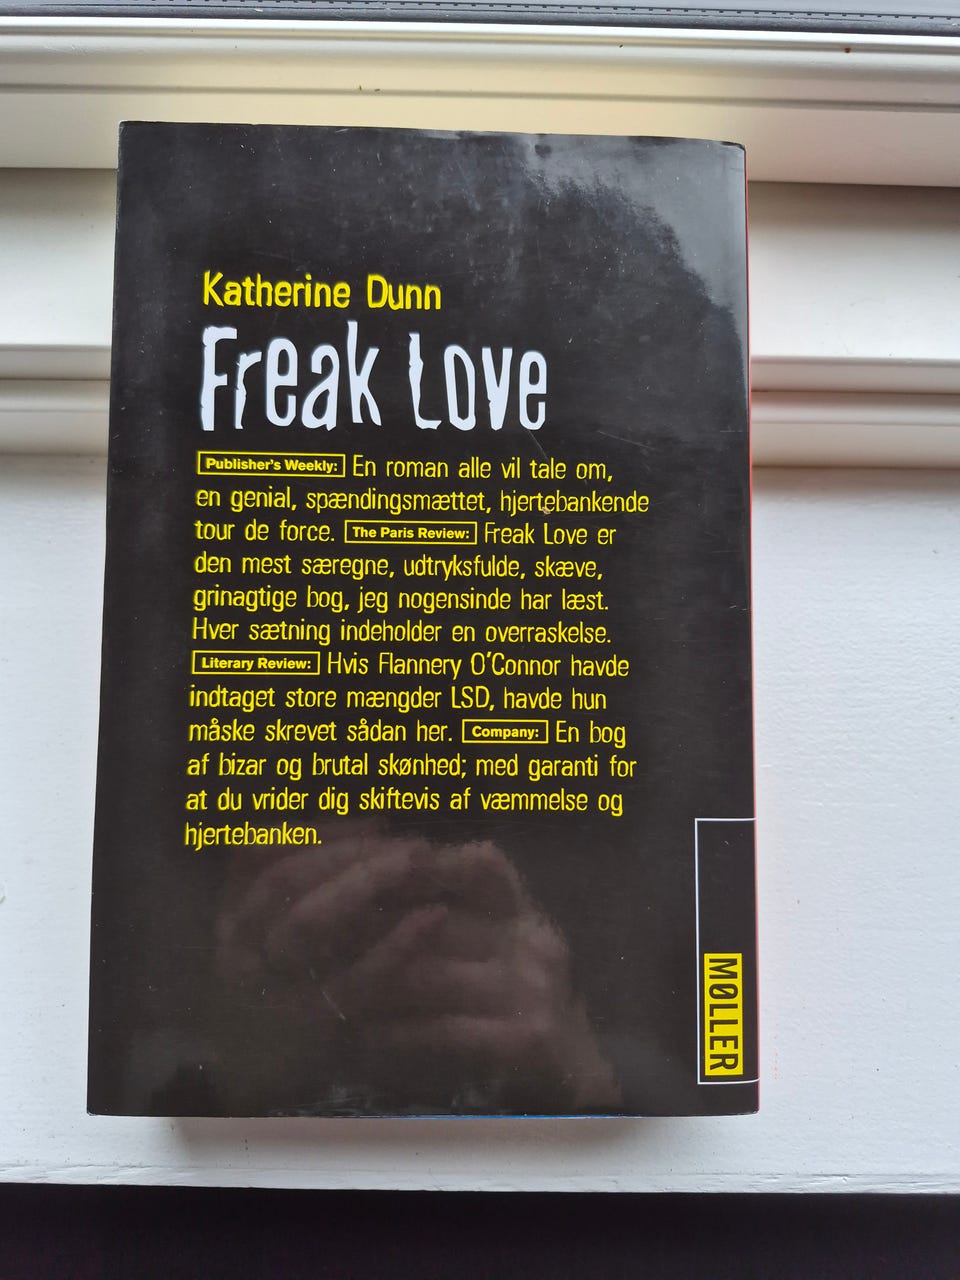 Katherine Dunn
Freak Love
Publisher's Weekly: En roman alle vil tale om,
en genial, spændingsmættet, hjertebankende
tour de force. The Paris Review: Freak Love er
den mest særegne, udtryksfulde, skæve,
grinagtige bog, jeg nogensinde har læst.
Hver sætning indeholder en overraskelse.
Literary Review: Hvis Flannery O'Connor havde
indtaget store mængder LSD, havde hun
måske skrevet sådan her. Company: En bog
af bizar og brutal skønhed; med garanti for
at du vrider dig skiftevis af væmmelse og
hjertebanken.
MØLLER